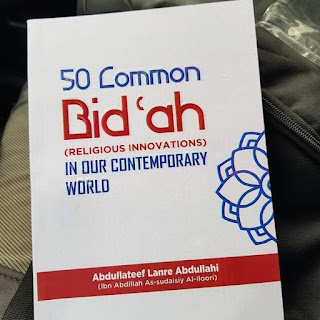 50 Common
Bid‘ah
(RELIGIOUS INNOVATIONS)
IN OUR CONTEMPORARY
WORLD
Abdullateef Lanre Abdullahi
(Ibn Abdillah As-sudaisiy Al-Iloori)